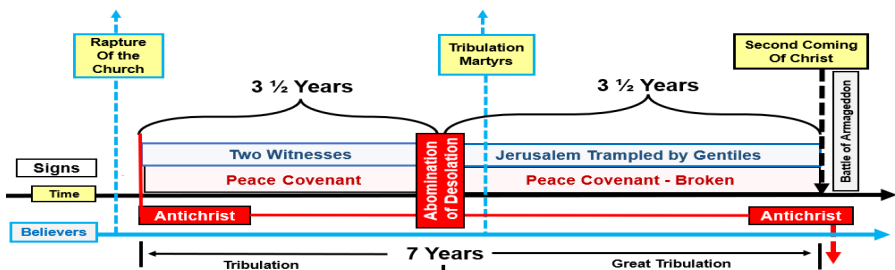 Rapture
Of the
Church
Tribulation
Martyrs
Second Coming
Of Christ
3 ½ Years
3 ½ Years
Battle of Armageddon
Signs
Two Witnesses
Abomination
of Desolation
Jerusalem Trampled by Gentiles
Peace Covenant
Peace Covenant - Broken
Time
Antichrist
Antichrist
Believers
7 Years
Tribulation
Great Tribulation